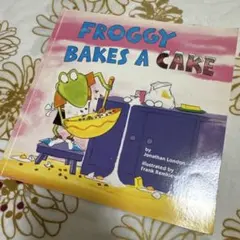 FROGGY
BAKES A CAKE
by
Jonathan London
illustrated by
Frank Remkiewicz